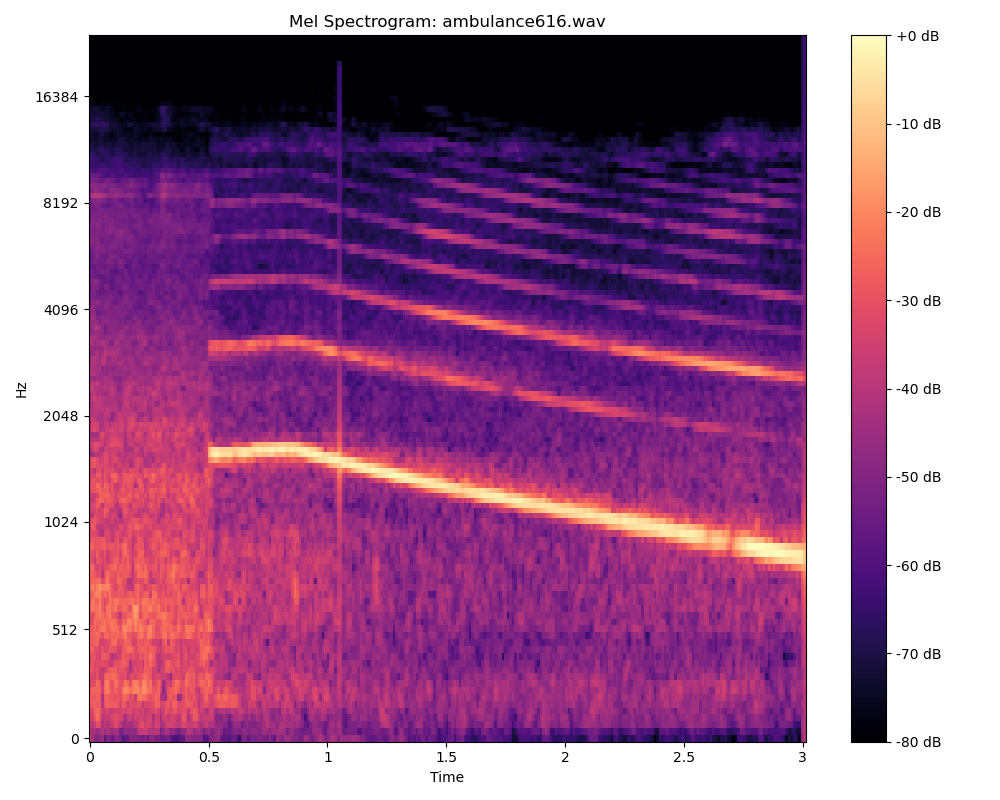 Mel Spectrogram: ambulance616.wav
+0 dB
-10 dB
-20 dB
-30 dB
-40 dB
-50 dB
-60 dB
-70 dB
-80 dB
Hz
16384
8192
4096
2048
1024
512
0
0 0.5 1 1.5 2 2.5 3
Time